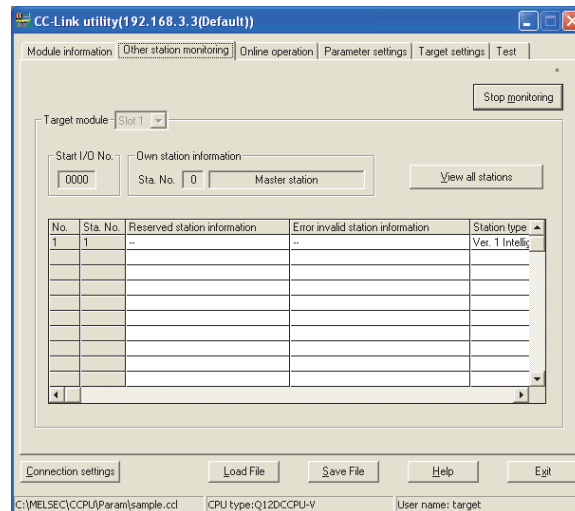 CC-Link utility(192.168.3.3(Default))
Module information Other station monitoring Online operation Parameter settings Target settings Test
*
Stop monitoring
Target module Slot 1
Start I/O No. Own station information
0000 Sta. No. 0 Master station View all stations
No. Sta. No. Reserved station information Error invalid station information Station type
1 1 -- -- Ver. 1 Intellig
Connection settings Load File Save File Help Exit
C:\MELSEC\CCPU\Param\sample.ccl CPU type:Q12DCCPU-V User name: target